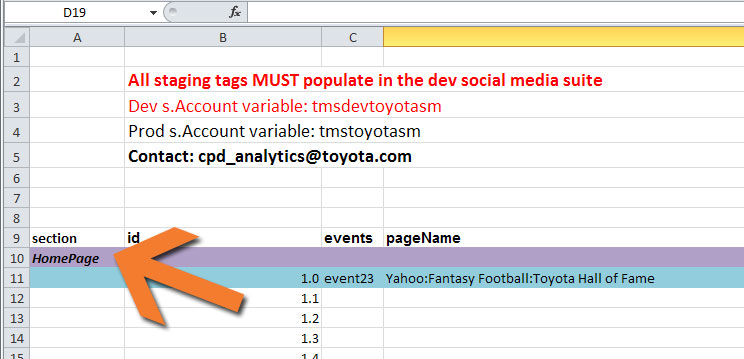 D19 fx
A B C
1
2 All staging tags MUST populate in the dev social media suite
3 Dev s.Account variable: tmsdevtoyotasm
4 Prod s.Account variable: tmstoyotasm
5 Contact: cpd_analytics@toyota.com
6
7
8
9 section id events pageName
10 HomePage
11 1.0 event23 Yahoo:Fantasy Football:Toyota Hall of Fame
12 1.1
13 1.2
14 1.3
15 1.4